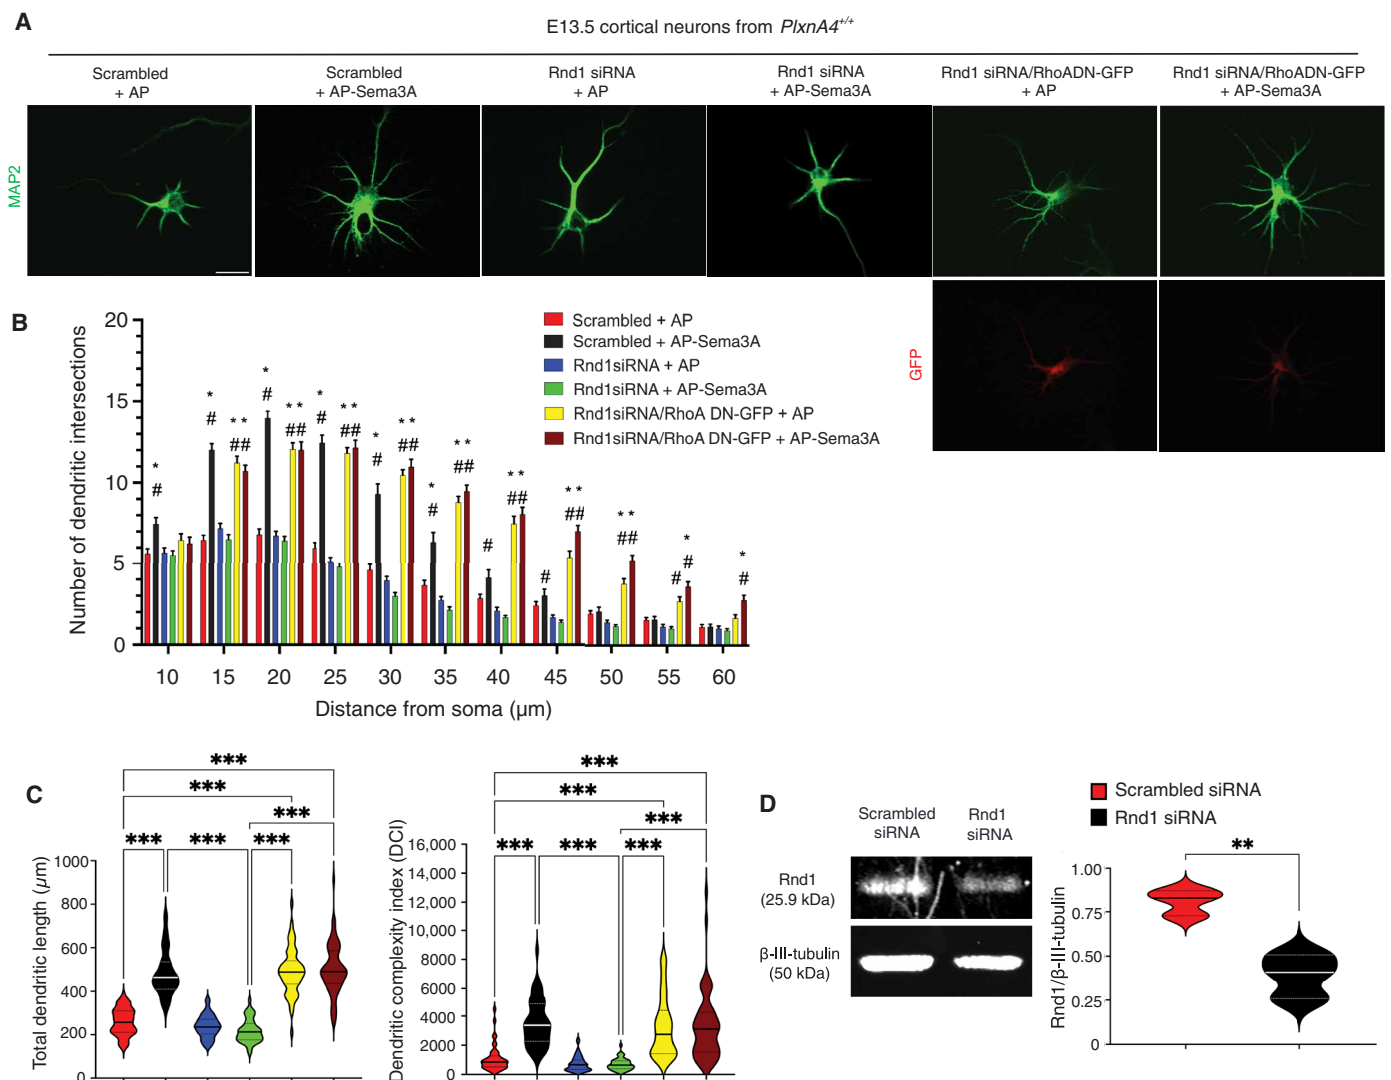 A
E13.5 cortical neurons from PlxnA4+/+
Scrambled
+ AP
Scrambled
+ AP-Sema3A
Rnd1 siRNA
+ AP
Rnd1 siRNA
+ AP-Sema3A
Rnd1 siRNA/RhoADN-GFP
+ AP
Rnd1 siRNA/RhoADN-GFP
+ AP-Sema3A
MAP2
GFP
B
Number of dendritic intersections
20
15
10
5
0
Scrambled + AP
Scrambled + AP-Sema3A
Rnd1siRNA + AP
Rnd1siRNA + AP-Sema3A
Rnd1siRNA/RhoA DN-GFP + AP
Rnd1siRNA/RhoA DN-GFP + AP-Sema3A
* * * ** * ** ** ** ** ** * *
# # # ## # ## # ## # ## # ## # ## ## # # #
10 15 20 25 30 35 40 45 50 55 60
Distance from soma (µm)
C
Total dendritic length (µm)
1000
800
600
400
200
0
***
***
***
*** *** ***
Dendritic complexity index (DCI)
16,000
14,000
12,000
10,000
8000
6000
4000
2000
0
***
***
***
*** *** ***
D
Scrambled
siRNA
Rnd1
siRNA
Rnd1
(25.9 kDa)
β-III-tubulin
(50 kDa)
Scrambled siRNA
Rnd1 siRNA
Rnd1/β-III-tubulin
1.00
0.75
0.50
0.25
0
**